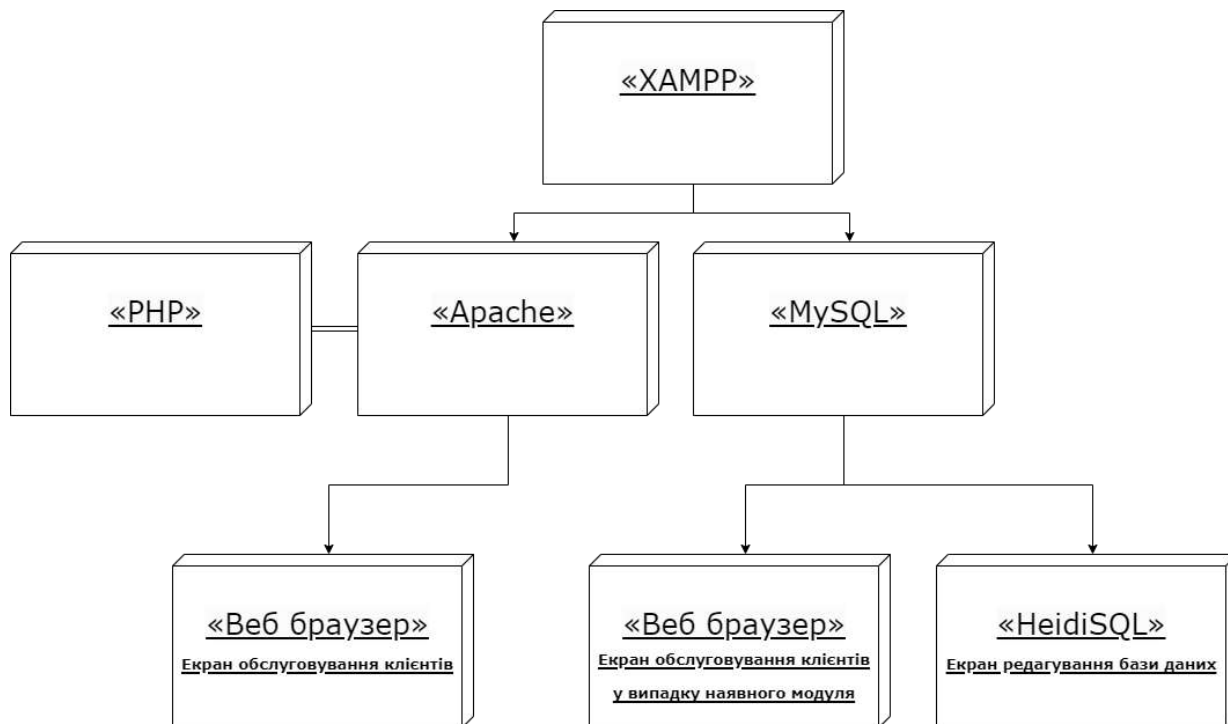 «XAMPP»
«PHP»
«Apache»
«MySQL»
«Веб браузер»
Екран обслуговування клієнтів
«Веб браузер»
Екран обслуговування клієнтів
у випадку наявного модуля
«HeidiSQL»
Екран редагування бази даних